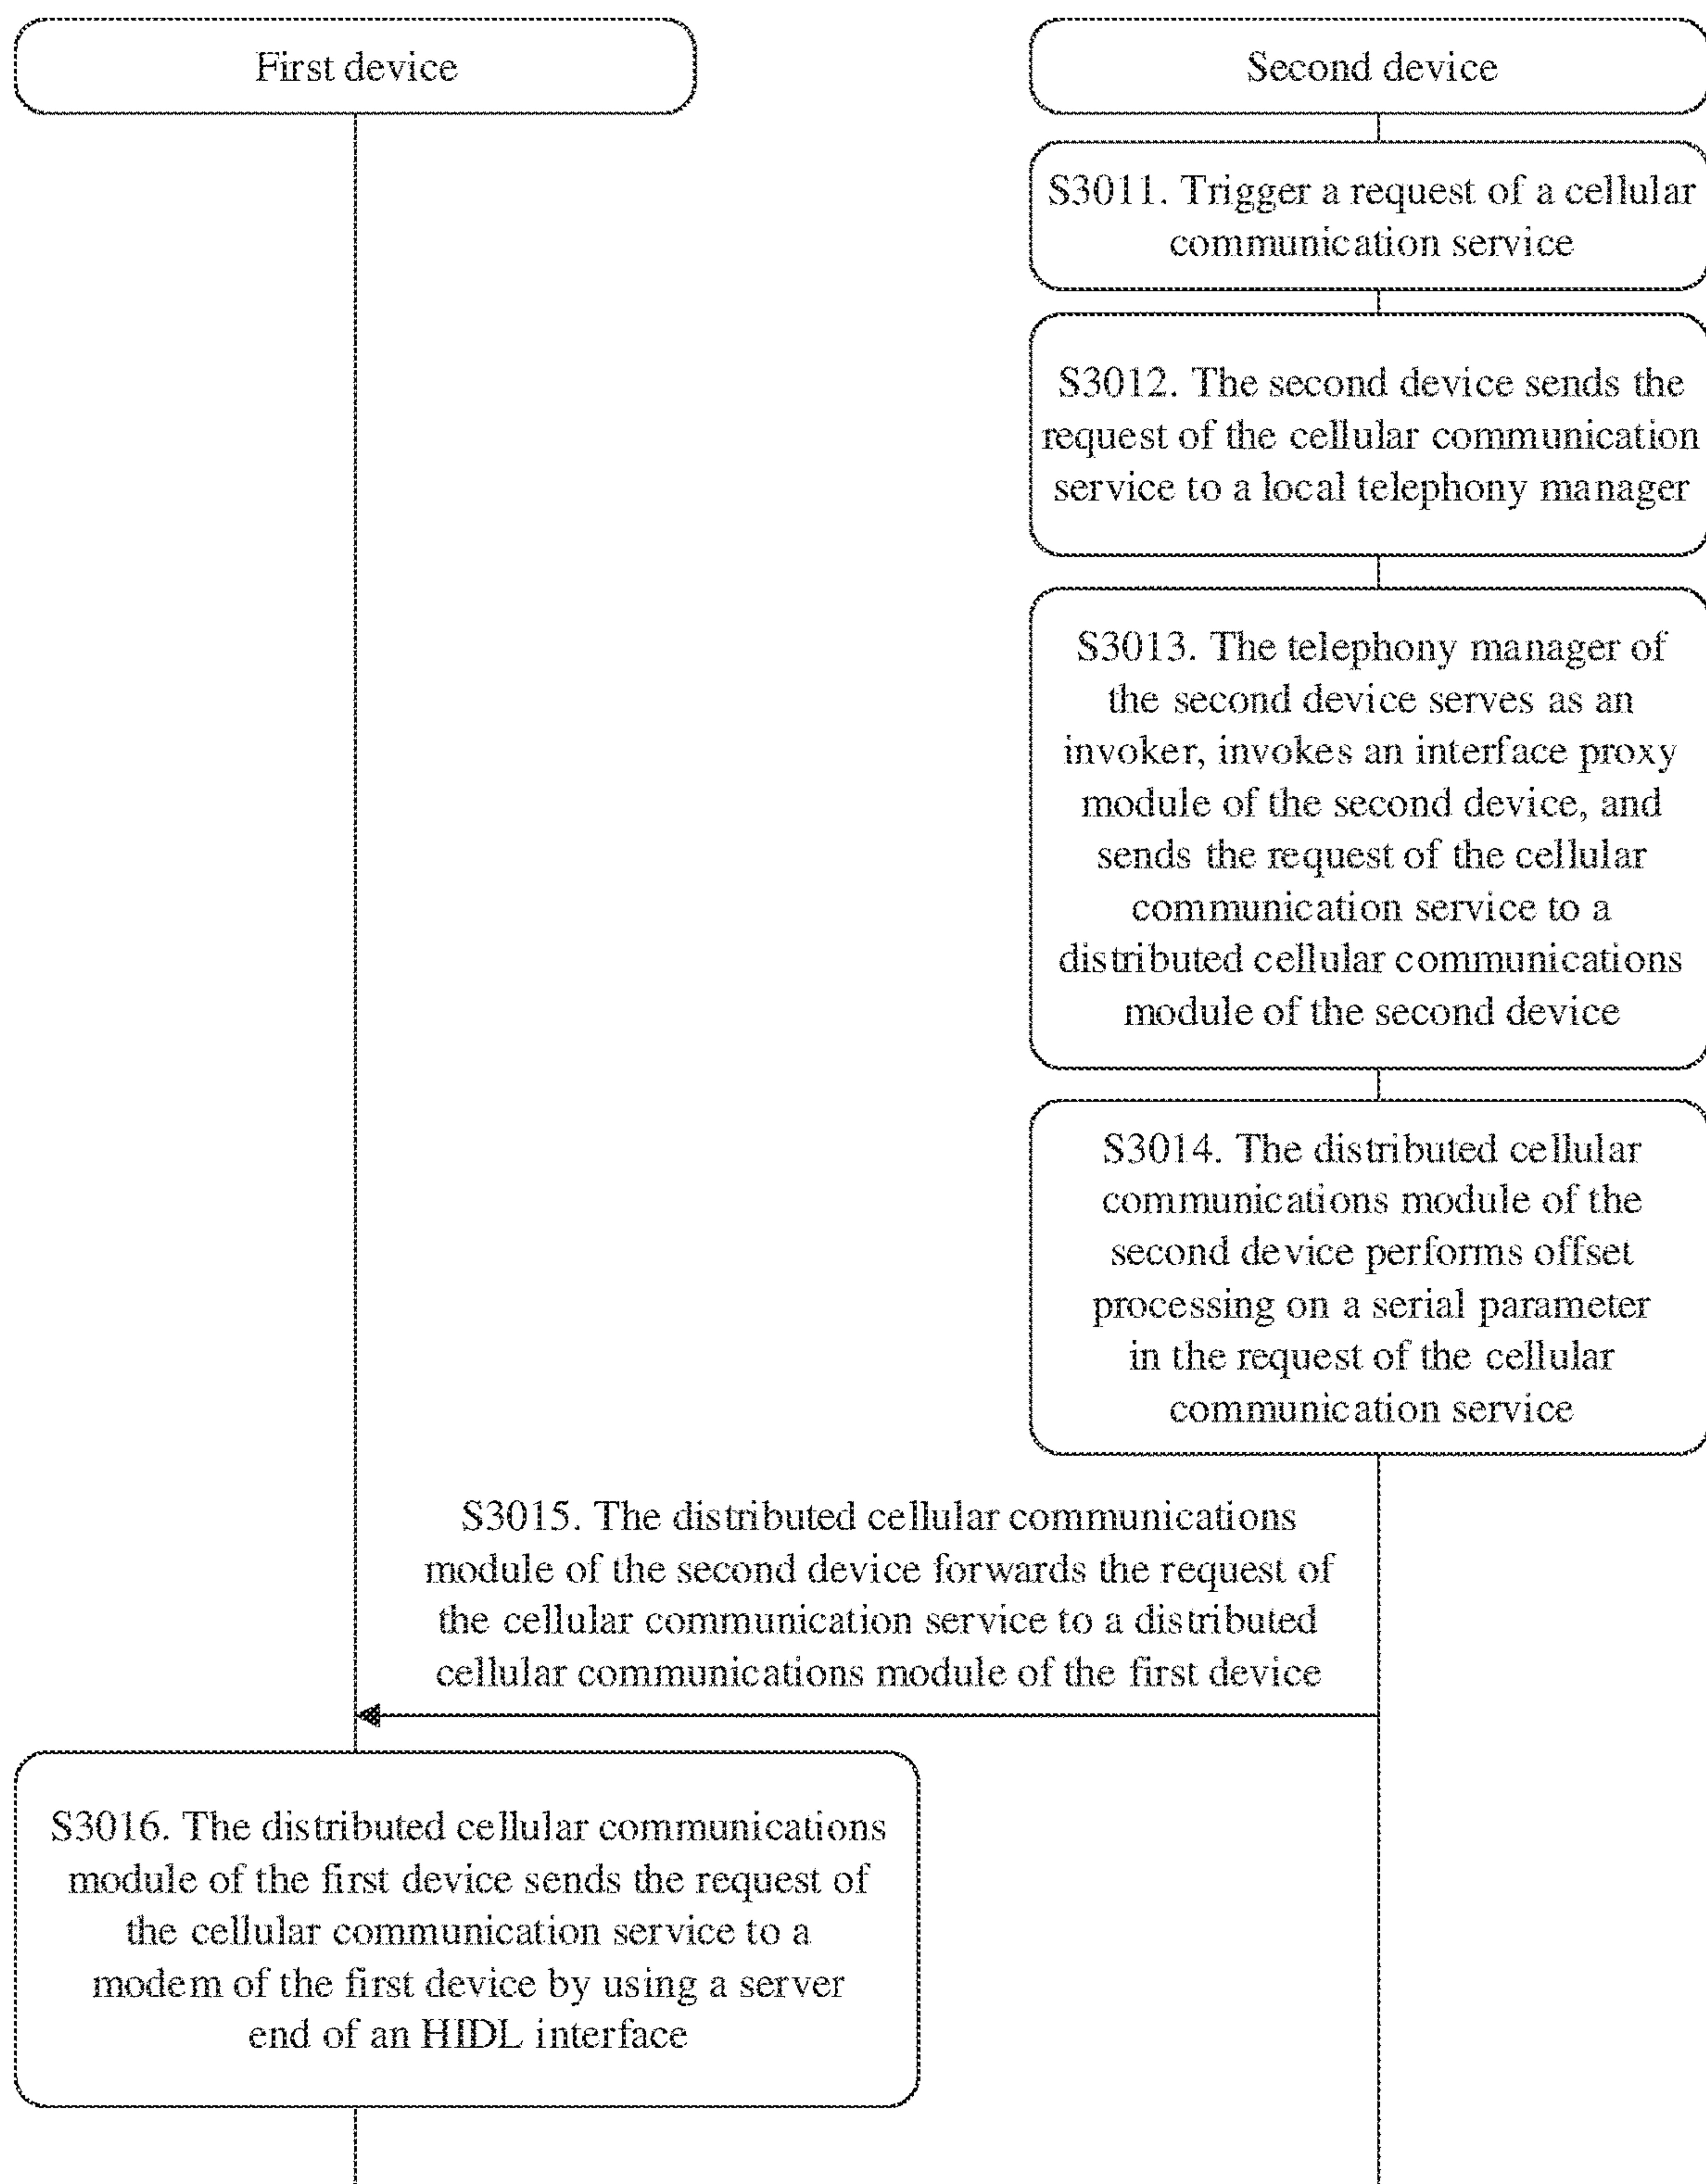 First device
Second device
S3011. Trigger a request of a cellular
communication service
S3012. The second device sends the
request of the cellular communication
service to a local telephony manager
S3013. The telephony manager of
the second device serves as an
invoker, invokes an interface proxy
module of the second device, and
sends the request of the cellular
communication service to a
distributed cellular communications
module of the second device
S3014. The distributed cellular
communications module of the
second device performs offset
processing on a serial parameter
in the request of the cellular
communication service
S3015. The distributed cellular communications
module of the second device forwards the request of
the cellular communication service to a distributed
cellular communications module of the first device
S3016. The distributed cellular communications
module of the first device sends the request of
the cellular communication service to a
modem of the first device by using a server
end of an HIDL interface